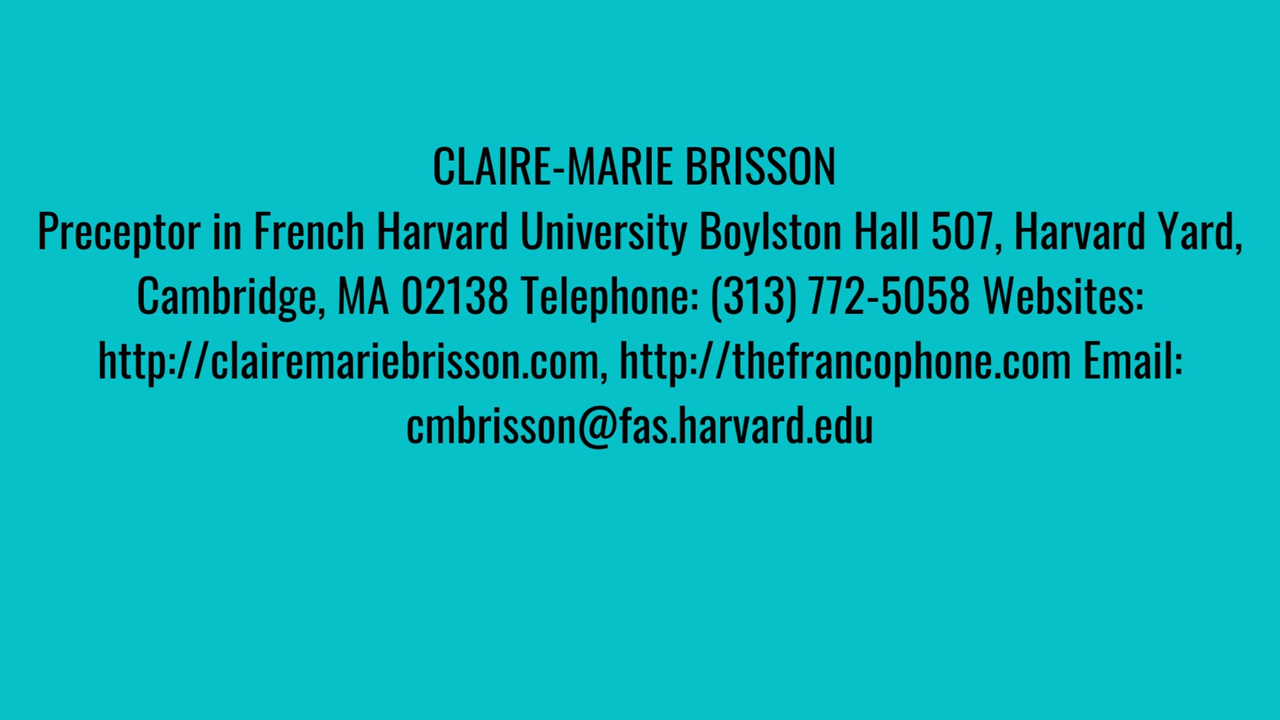 CLAIRE-MARIE BRISSON
Preceptor in French Harvard University Boylston Hall 507, Harvard Yard,
Cambridge, MA 02138 Telephone: (313) 772-5058 Websites:
http://clairemariebrisson.com, http://thefrancophone.com Email:
cmbrisson@fas.harvard.edu